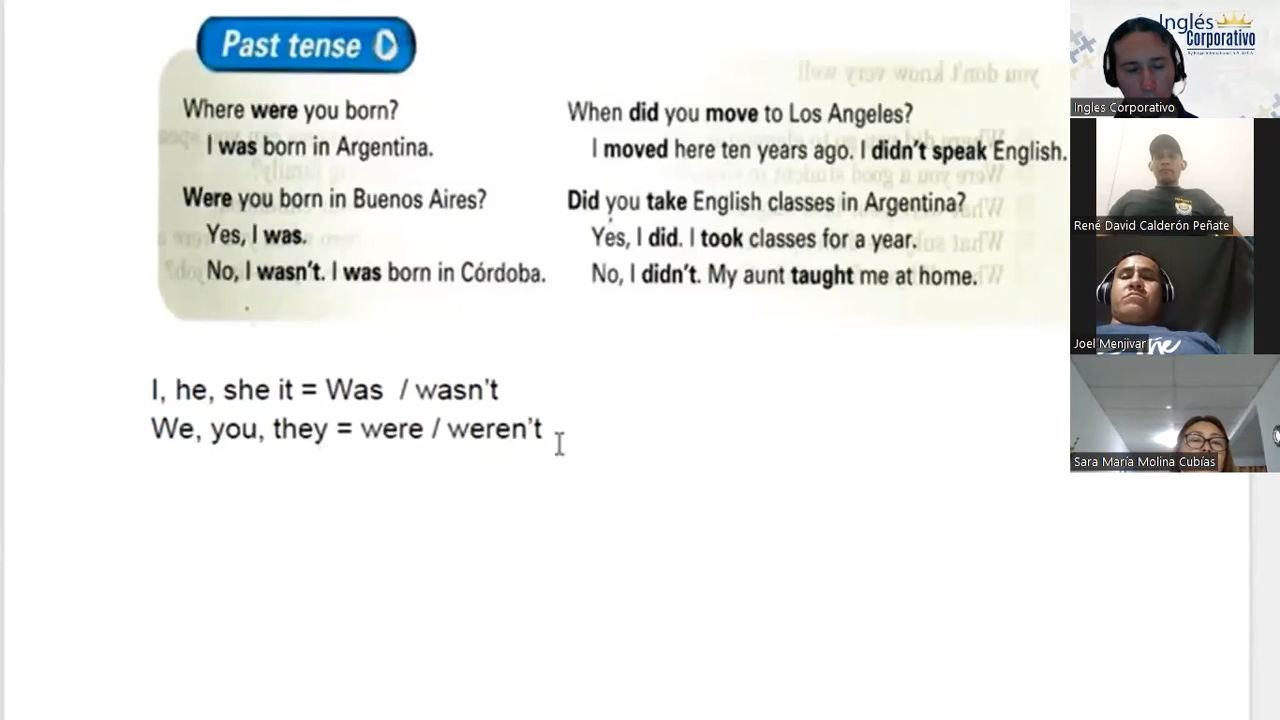 Past tense
Where were you born?
I was born in Argentina.
Were you born in Buenos Aires?
Yes, I was.
No, I wasn't. I was born in Córdoba.
When did you move to Los Angeles?
I moved here ten years ago. I didn't speak English.
Did you take English classes in Argentina?
Yes, I did. I took classes for a year.
No, I didn't. My aunt taught me at home.
I, he, she it = Was / wasn't
We, you, they = were / weren't
Inglés
Corporativo
Ingles Corporativo
René David Calderón Peñate
Joel Menjivar
Sara María Molina Cubías